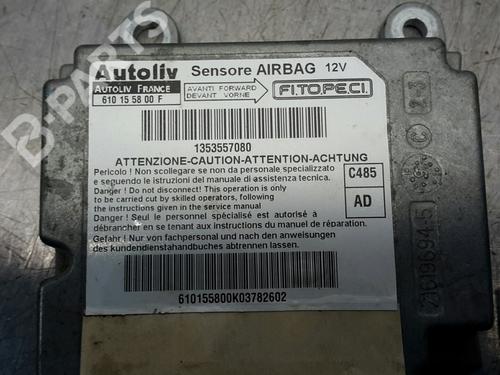 Autoliv
Sensore AIRBAG 12V
AUTOLIV FRANCE
610 15 58 00 F
AVANTI FORWARD
DEVANT VORNE
FI.TO.PE.CI.
1353557080
ATTENZIONE-CAUTION-ATTENTION-ACHTUNG
Pericolo ! Non scollegare se non da personale specializzato
e seguendo le istruzioni del manuale di assistenza tecnica.
Danger ! Do not disconnect! This operation is only
to be carried cut by skilled operators, following
the instructions given in the service manual
Danger ! Seul le personnel spécialisé est autorisé à
débrancher en se tenant aux instructions du manuel de réparation.
Gefahr ! Nur von fachpersonal und nach den anweisungen
des kundendienstahandbuches abtrennen lassen.
C485
AD
610155800K03782602
B-PARTS